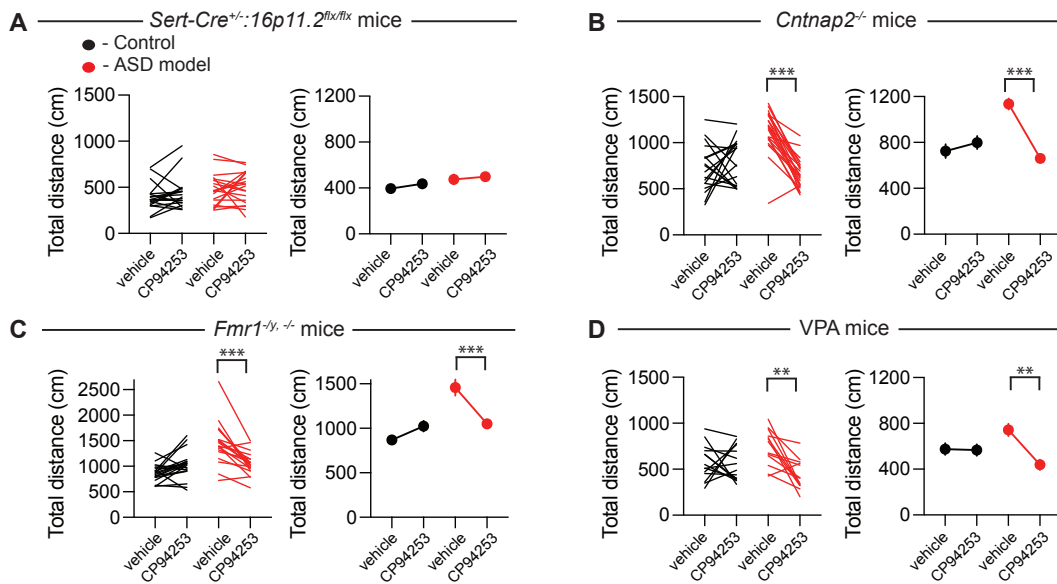 A
Sert-Cre+/-:16p11.2flx/flx mice
- Control
- ASD model
Total distance (cm)
1500
1000
500
0
vehicle
CP94253
vehicle
CP94253
Total distance (cm)
1200
800
400
0
vehicle
CP94253
vehicle
CP94253
B
Cntnap2-/- mice
***
Total distance (cm)
1500
1000
500
0
vehicle
CP94253
vehicle
CP94253
***
Total distance (cm)
1200
800
400
0
vehicle
CP94253
vehicle
CP94253
C
Fmr1-/y, -/- mice
***
Total distance (cm)
2500
2000
1500
1000
500
0
vehicle
CP94253
vehicle
CP94253
***
Total distance (cm)
1500
1000
500
0
vehicle
CP94253
vehicle
CP94253
D
VPA mice
**
Total distance (cm)
1500
1000
500
0
vehicle
CP94253
vehicle
CP94253
**
Total distance (cm)
1200
800
400
0
vehicle
CP94253
vehicle
CP94253